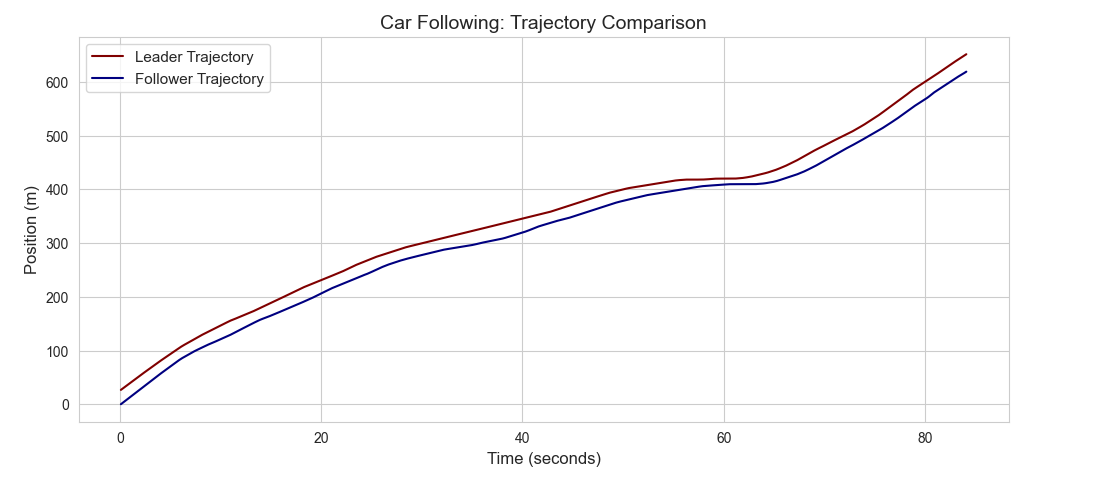 Car Following: Trajectory Comparison
Leader Trajectory
Follower Trajectory
Position (m)
600
500
400
300
200
100
0
0 20 40 60 80
Time (seconds)